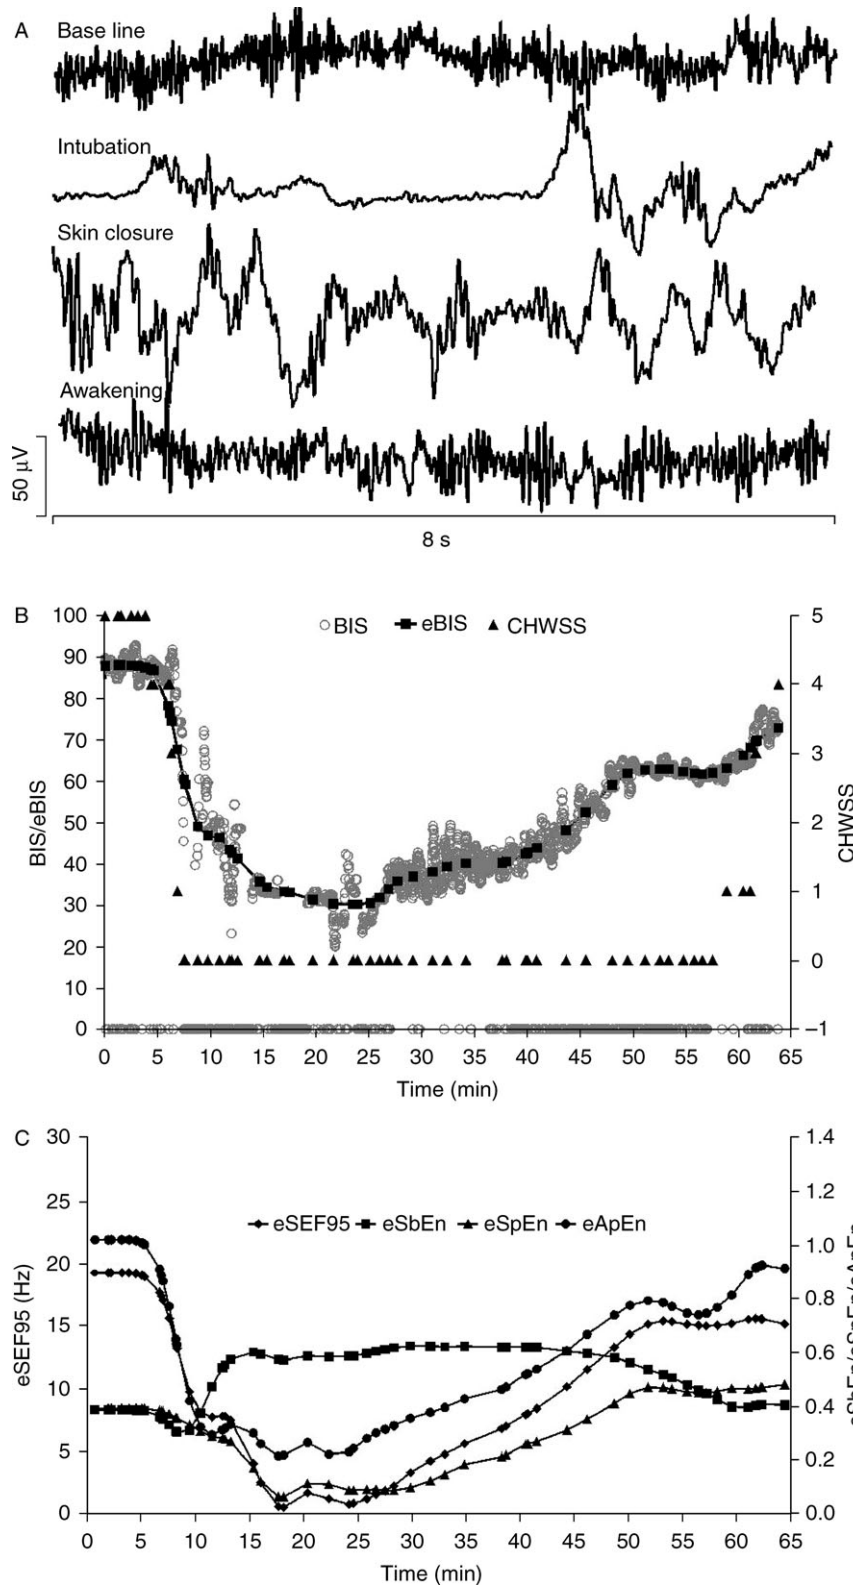 A
Base line
Intubation
Skin closure
Awakening
50 μV
8 s
B
BIS eBIS CHWSS
100
90
80
70
60
50
40
30
20
10
0
BIS/eBIS
5
4
3
2
1
0
–1
CHWSS
0 5 10 15 20 25 30 35 40 45 50 55 60 65
Time (min)
C
eSEF95 eSbEn eSpEn eApEn
30
25
20
15
10
5
0
eSEF95 (Hz)
1.4
1.2
1.0
0.8
0.6
0.4
0.2
0.0
eSbEn/eSpEn/eApEn
0 5 10 15 20 25 30 35 40 45 50 55 60 65
Time (min)